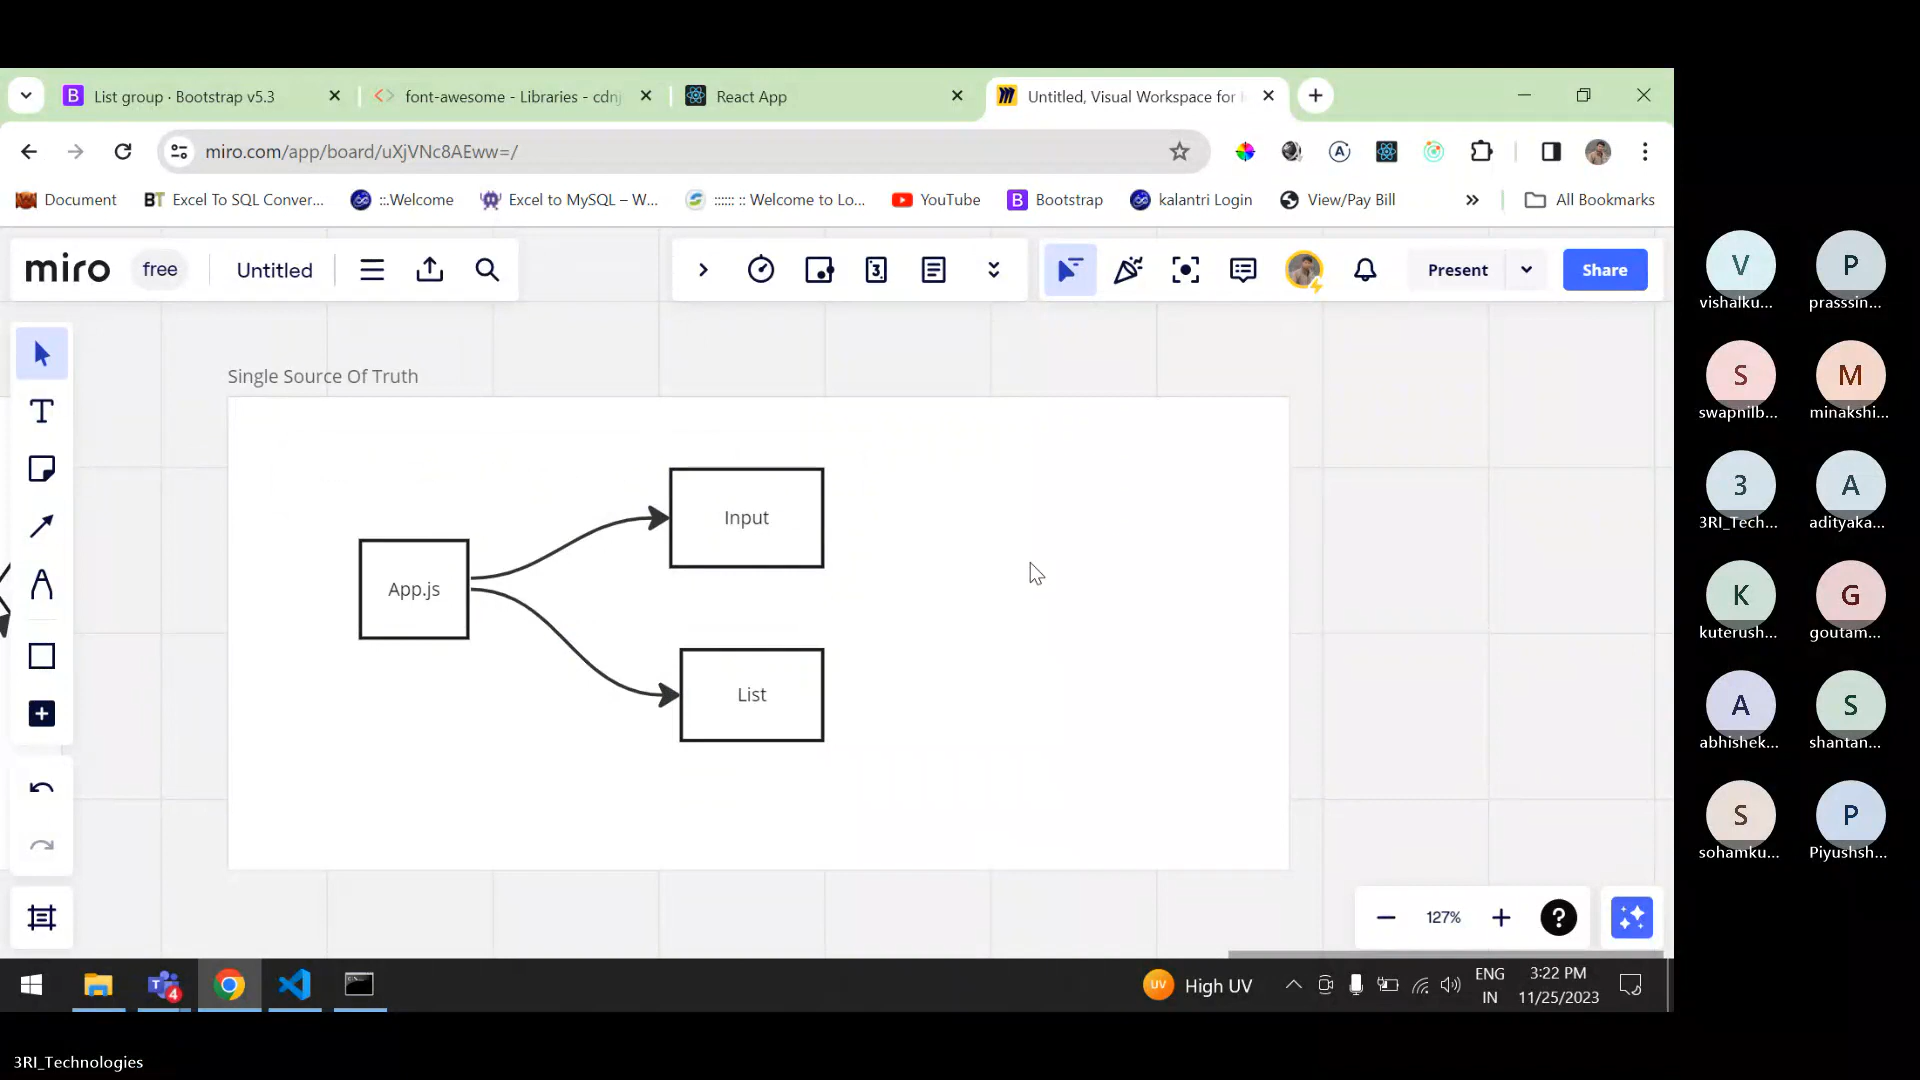 List group · Bootstrap v5.3
font-awesome - Libraries - cdnj
React App
Untitled, Visual Workspace for I
miro.com/app/board/uXjVNc8AEww=/
Document
BT Excel To SQL Conver...
::.Welcome
Excel to MySQL – W...
:::::: :: Welcome to Lo...
YouTube
B Bootstrap
kalantri Login
View/Pay Bill
All Bookmarks
miro free Untitled
3
Present
Share
Single Source Of Truth
Input
App.js
List
127%
V
vishalku...
P
prasssin...
S
swapnilb...
M
minakshi...
3
3RI_Tech...
A
adityaka...
K
kuterush...
G
goutam...
A
abhishek...
S
shantan...
S
sohamku...
P
Piyushsh...
4
UV High UV
ENG
IN
3:22 PM
11/25/2023
3RI_Technologies